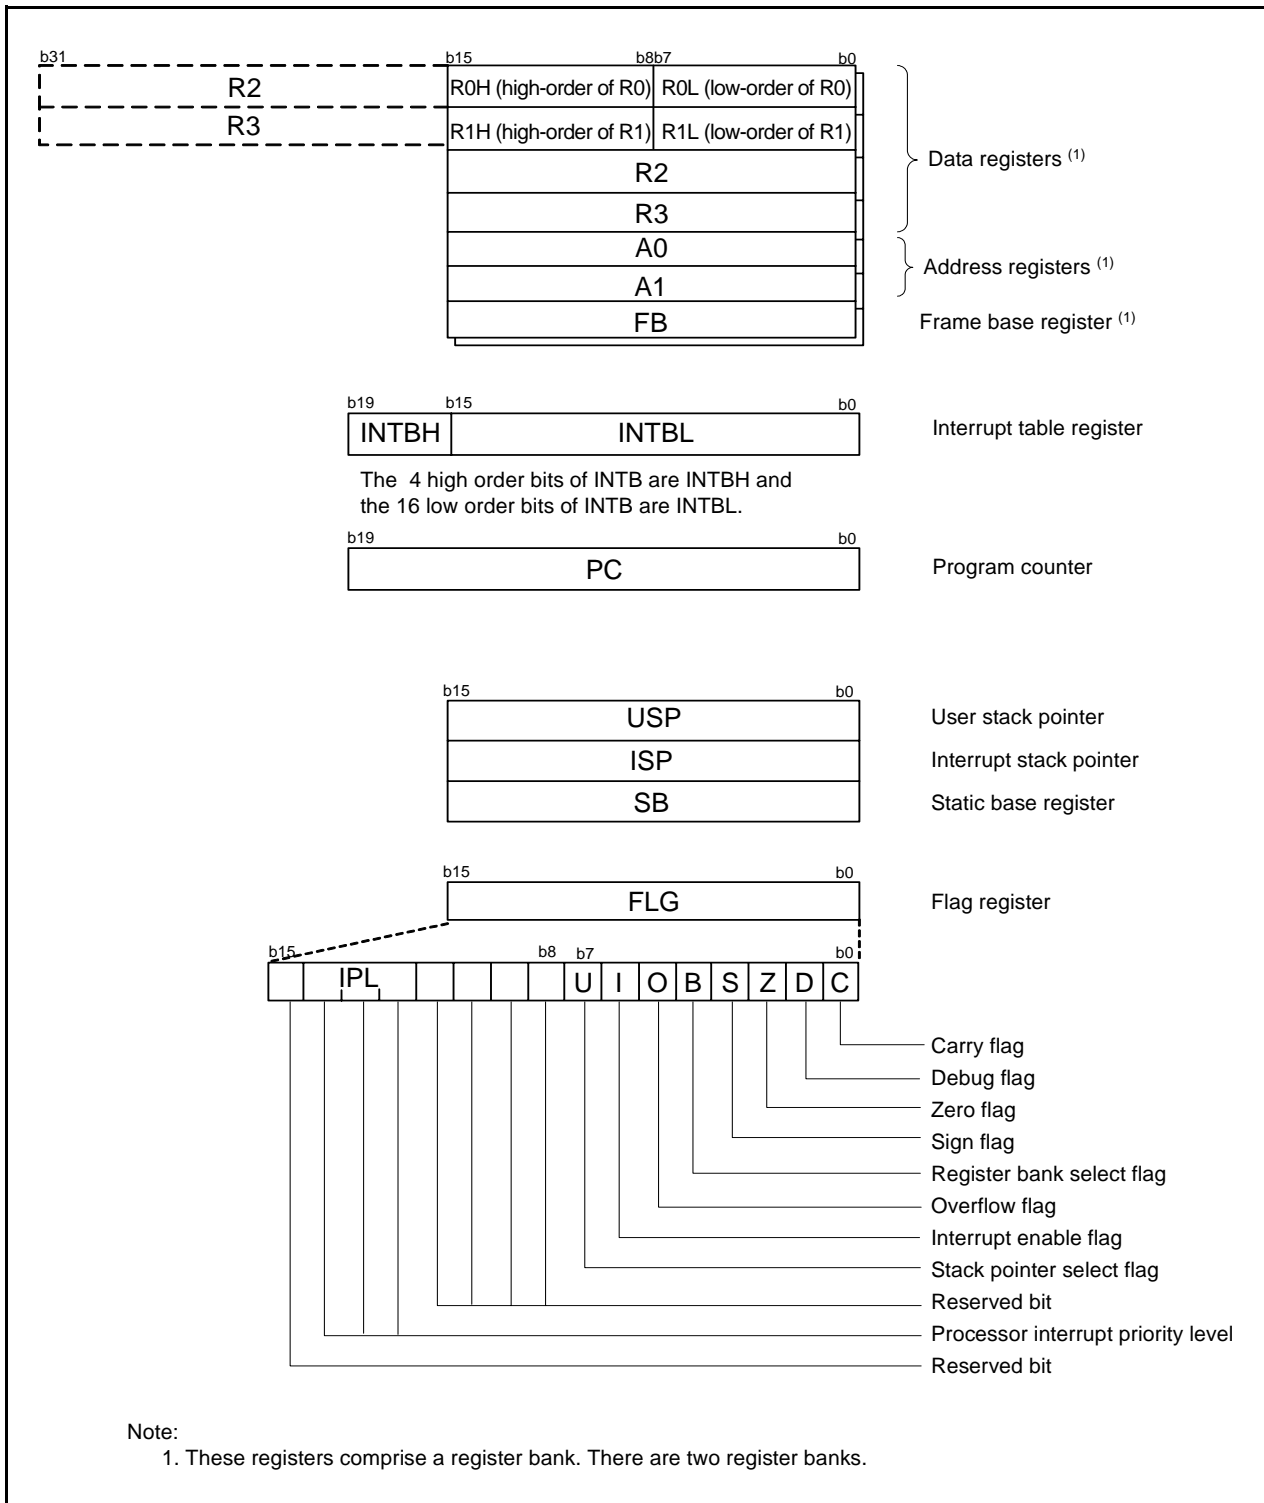 b31 b15 b8b7 b0
R2 R0H (high-order of R0) R0L (low-order of R0)
R3 R1H (high-order of R1) R1L (low-order of R1)
R2
R3
Data registers (1)
A0
A1
Address registers (1)
FB Frame base register (1)
b19 b15 b0
INTBH INTBL Interrupt table register
The 4 high order bits of INTB are INTBH and
the 16 low order bits of INTB are INTBL.
b19 b0
PC Program counter
b15 b0
USP User stack pointer
ISP Interrupt stack pointer
SB Static base register
b15 b0
FLG Flag register
b15 b8 b7 b0
IPL U I O B S Z D C
Carry flag
Debug flag
Zero flag
Sign flag
Register bank select flag
Overflow flag
Interrupt enable flag
Stack pointer select flag
Reserved bit
Processor interrupt priority level
Reserved bit
Note:
1. These registers comprise a register bank. There are two register banks.